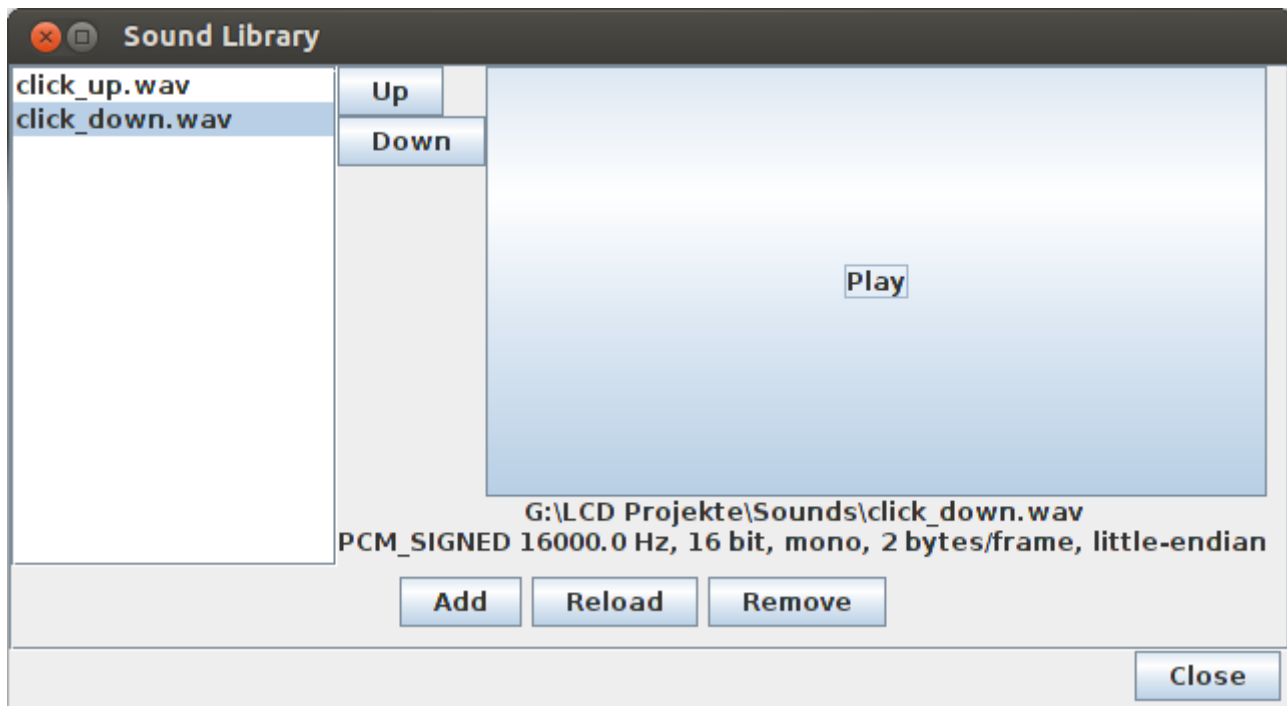 Sound Library
click_up.wav
click_down.wav
Up
Down
Play
G:\LCD Projekte\Sounds\click_down.wav
PCM_SIGNED 16000.0 Hz, 16 bit, mono, 2 bytes/frame, little-endian
Add Reload Remove
Close